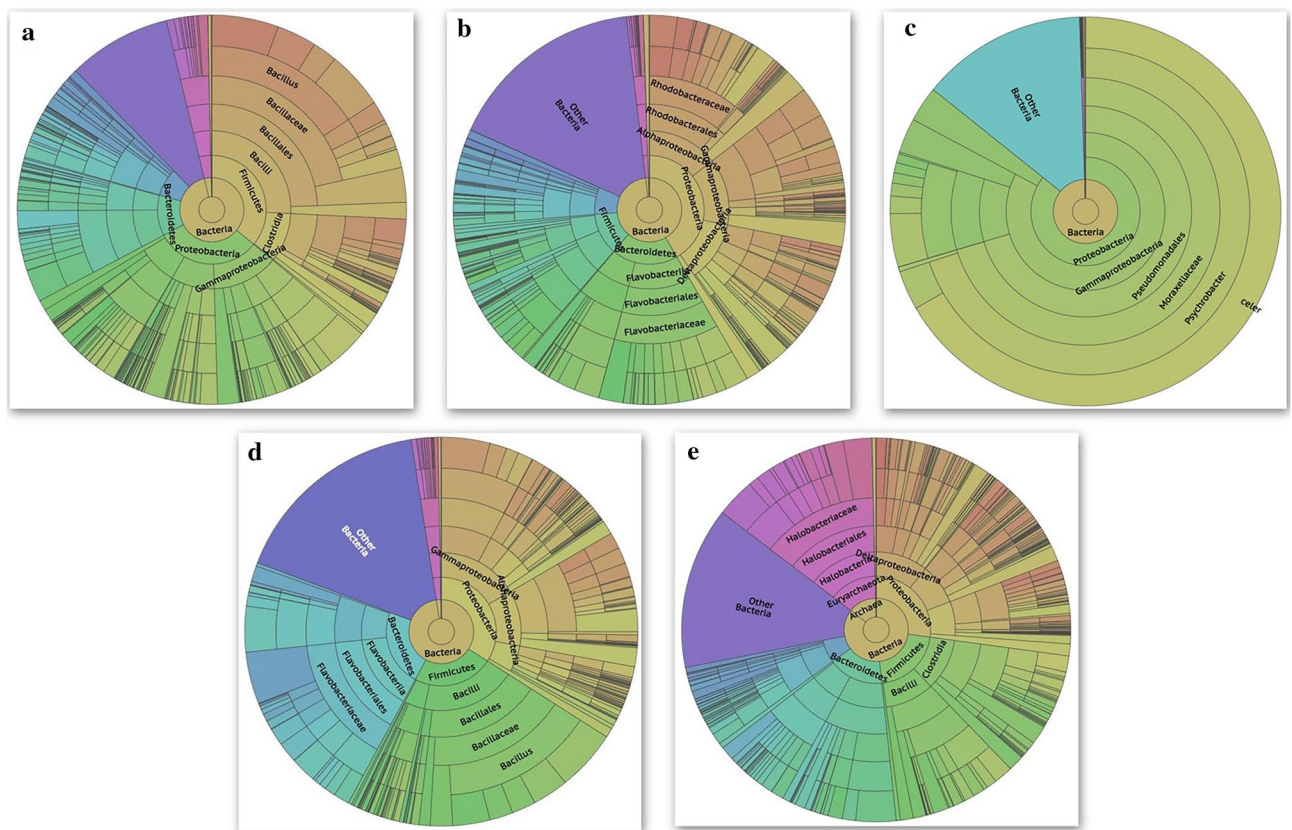 a
Bacillus
Bacillaceae
Bacillales
Bacilli
Firmicutes
Clostridia
Bacteria
Bacteroidetes
Proteobacteria
Gammaproteobacteria
b
Other
Bacteria
Rhodobacteraceae
Rhodobacterales
Alphaproteobacteria
Gammaproteobacteria
Proteobacteria
Deltaproteobacteria
Bacteria
Firmicutes
Bacteroidetes
Flavobacteriia
Flavobacteriales
Flavobacteriaceae
c
Other
Bacteria
Bacteria
Proteobacteria
Gammaproteobacteria
Pseudomonadales
Moraxellaceae
Psychrobacter
celer
d
Other
Bacteria
Gammaproteobacteria
Proteobacteria
Alphaproteobacteria
Bacteria
Bacteroidetes
Flavobacteriia
Flavobacteriales
Flavobacteriaceae
Firmicutes
Bacilli
Bacillales
Bacillaceae
Bacillus
e
Halobacteriaceae
Halobacteriales
Halobacteria
Euryarchaeota
Archaea
Other
Bacteria
Deltaproteobacteria
Proteobacteria
Bacteria
Bacteroidetes
Firmicutes
Clostridia
Bacilli